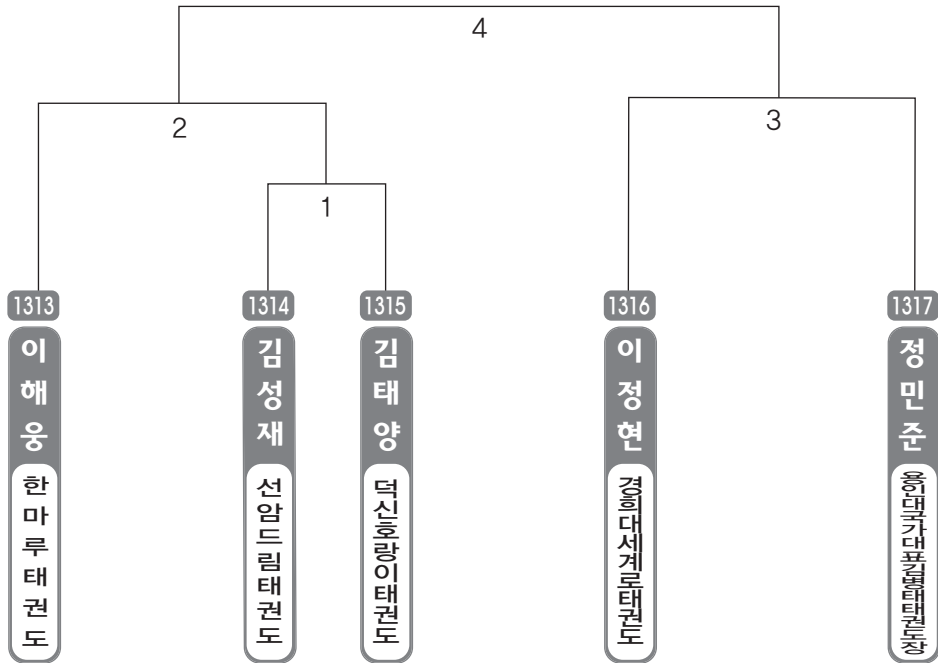 4
2
3
1
1313
이해웅
한마루태권도
1314
김성재
선암드림태권도
1315
김태양
덕신호랑이태권도
1316
이정현
경희대세계로태권도
1317
정민준
용인대국가대표김병태태권도장